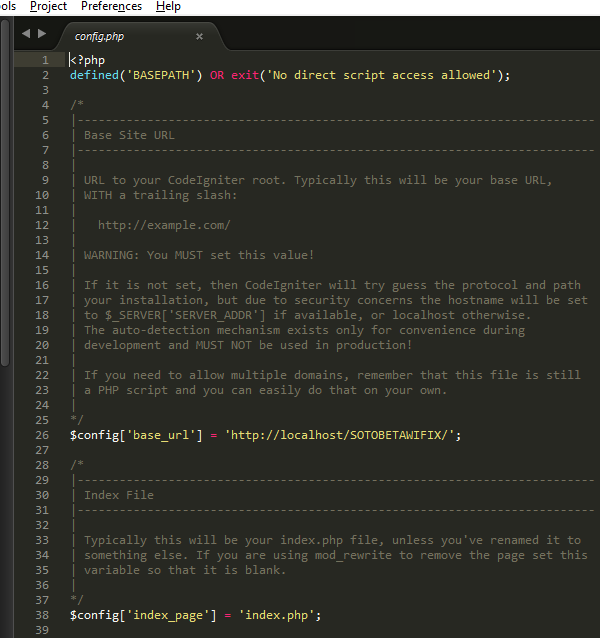 ols Project Preferences Help
config.php ×
1 <?php
2 defined('BASEPATH') OR exit('No direct script access allowed');
3
4 /*
5 |--------------------------------------------------------------------------
6 | Base Site URL
7 |--------------------------------------------------------------------------
8 |
9 | URL to your CodeIgniter root. Typically this will be your base URL,
10 | WITH a trailing slash:
11 |
12 | http://example.com/
13 |
14 | WARNING: You MUST set this value!
15 |
16 | If it is not set, then CodeIgniter will try guess the protocol and path
17 | your installation, but due to security concerns the hostname will be set
18 | to $_SERVER['SERVER_ADDR'] if available, or localhost otherwise.
19 | The auto-detection mechanism exists only for convenience during
20 | development and MUST NOT be used in production!
21 |
22 | If you need to allow multiple domains, remember that this file is still
23 | a PHP script and you can easily do that on your own.
24 |
25 */
26 $config['base_url'] = 'http://localhost/SOTOBETAWIFIX/';
27
28 /*
29 |--------------------------------------------------------------------------
30 | Index File
31 |--------------------------------------------------------------------------
32 |
33 | Typically this will be your index.php file, unless you've renamed it to
34 | something else. If you are using mod_rewrite to remove the page set this
35 | variable so that it is blank.
36 |
37 */
38 $config['index_page'] = 'index.php';
39